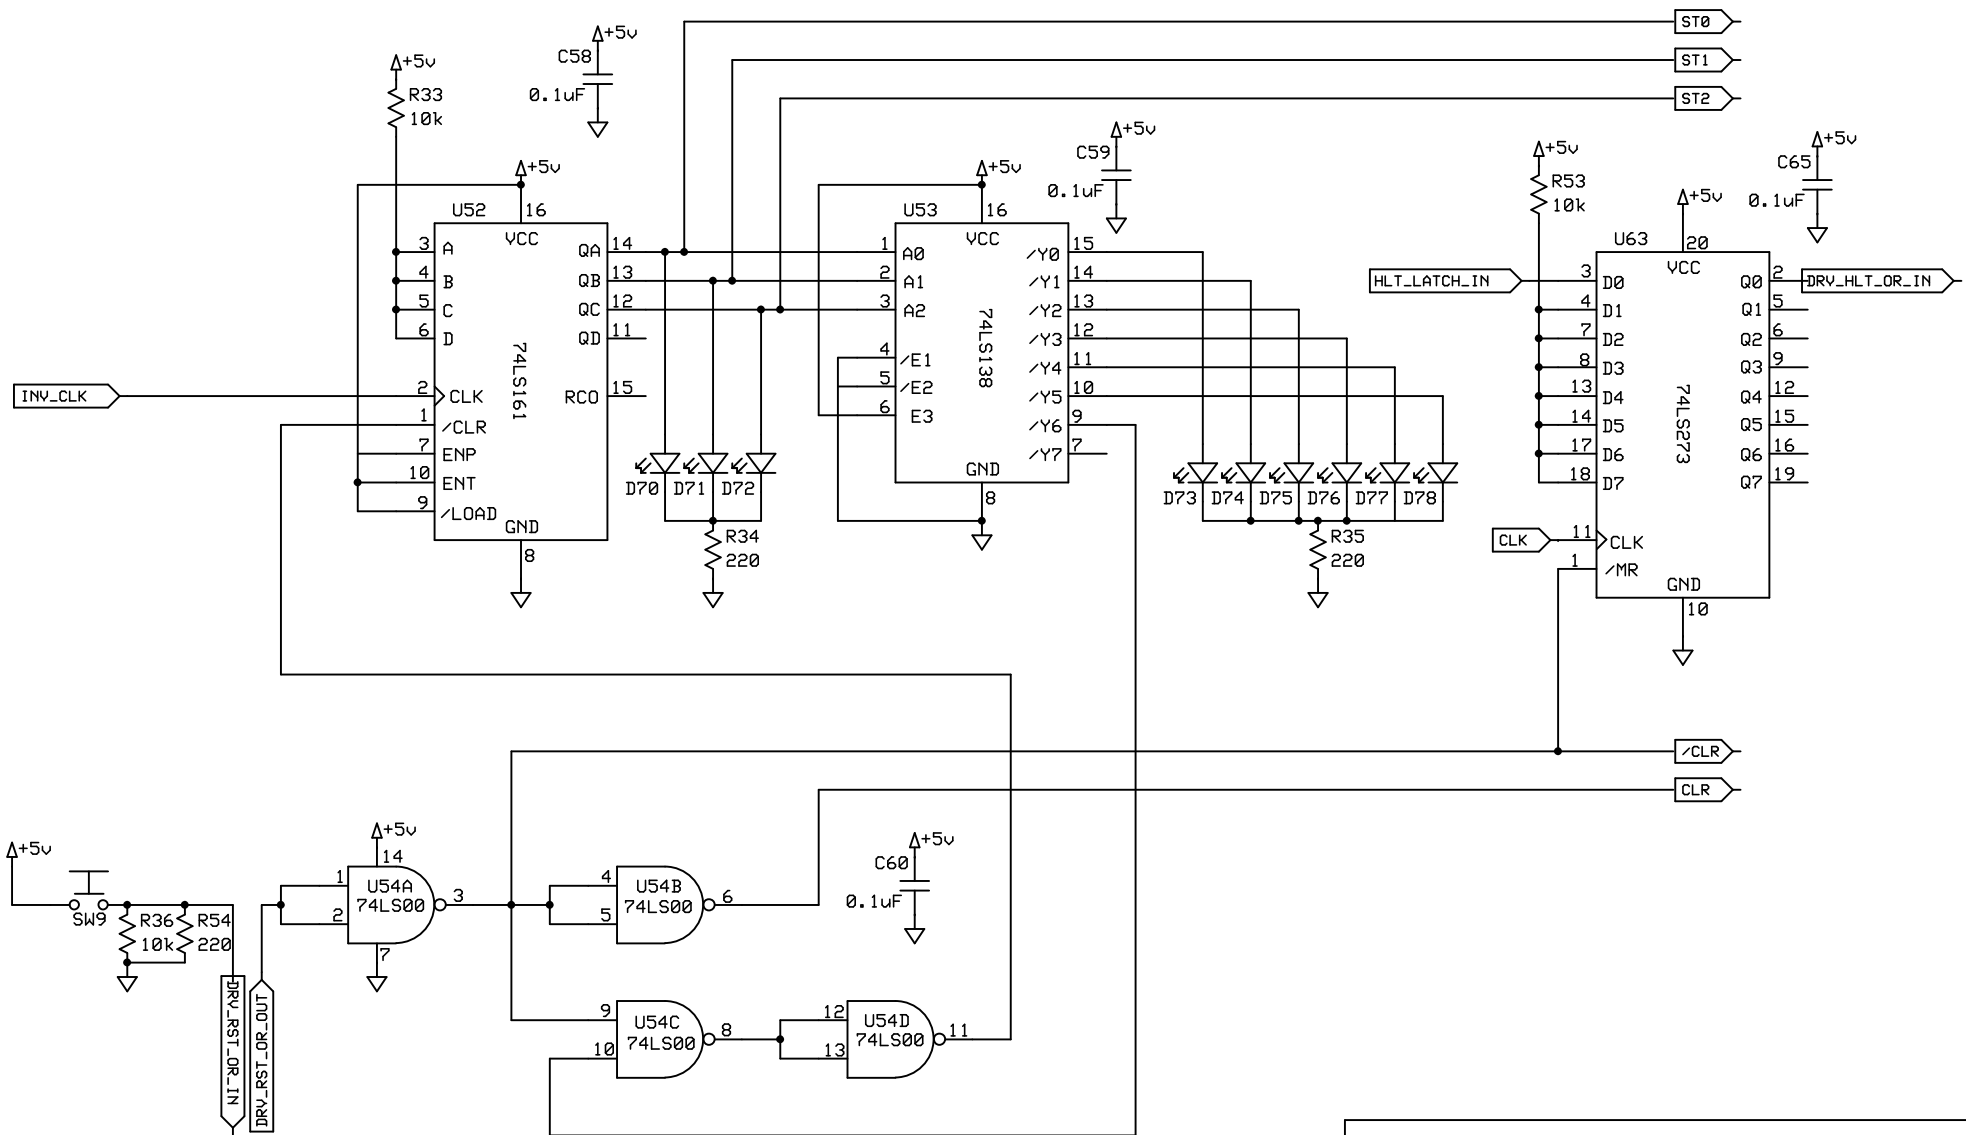 ST0
ST1
ST2
+5v
C58
0.1uF
+5v
R33
10k
+5v
U52
16
VCC
3 A
4 B
5 C
6 D
2 CLK
1 /CLR
7 ENP
10 ENT
9 /LOAD
QA 14
QB 13
QC 12
QD 11
RCO 15
74LS161
GND
8
INV_CLK
D70
D71
D72
R34
220
+5v
U53
16
VCC
1 A0
2 A1
3 A2
4 /E1
5 /E2
6 E3
/Y0 15
/Y1 14
/Y2 13
/Y3 12
/Y4 11
/Y5 10
/Y6 9
/Y7 7
74LS138
GND
8
+5v
C59
0.1uF
D73
D74
D75
D76
D77
D78
R35
220
+5v
R53
10k
+5v
U63
20
VCC
3 D0
4 D1
7 D2
8 D3
13 D4
14 D5
17 D6
18 D7
11 CLK
1 /MR
Q0 2
Q1 5
Q2 6
Q3 9
Q4 12
Q5 15
Q6 16
Q7 19
74LS273
GND
10
HLT_LATCH_IN
DRV_HLT_OR_IN
CLK
+5v
C65
0.1uF
/CLR
CLR
+5v
SW9
R36
10k
R54
220
DRV_RST_OR_IN
DRV_RST_OR_OUT
+5v
14
1
2
U54A
74LS00
3
7
4
5
U54B
74LS00
6
+5v
C60
0.1uF
9
10
U54C
74LS00
8
12
13
U54D
74LS00
11